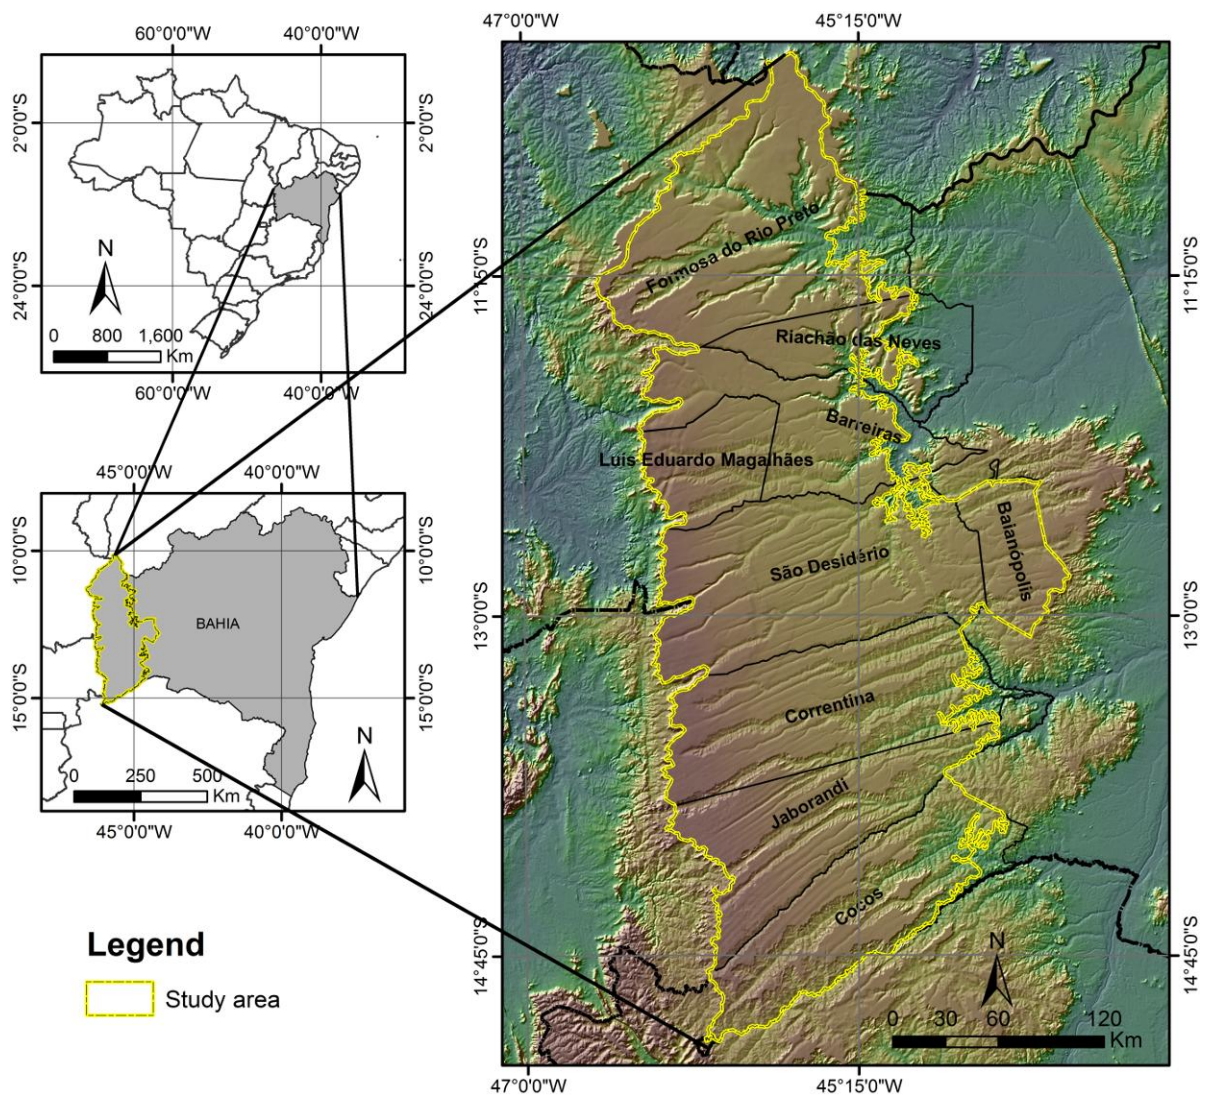 60°0'0"W 40°0'0"W
2°0'0"S
2°0'0"S
24°0'0"S
24°0'0"S
N
0 800 1,600
Km
60°0'0"W 40°0'0"W
45°0'0"W 40°0'0"W
10°0'0"S
10°0'0"S
BAHIA
15°0'0"S
15°0'0"S
N
0 250 500
Km
45°0'0"W 40°0'0"W
Legend
Study area
47°0'0"W 45°15'0"W
11°15'0"S
11°15'0"S
Formosa do Rio Preto
Riachão das Neves
Barreiras
Luís Eduardo Magalhães
Baianópolis
São Desidério
13°0'0"S
13°0'0"S
Correntina
Jaborandi
Cocos
14°45'0"S
14°45'0"S
N
0 30 60 120
Km
47°0'0"W 45°15'0"W